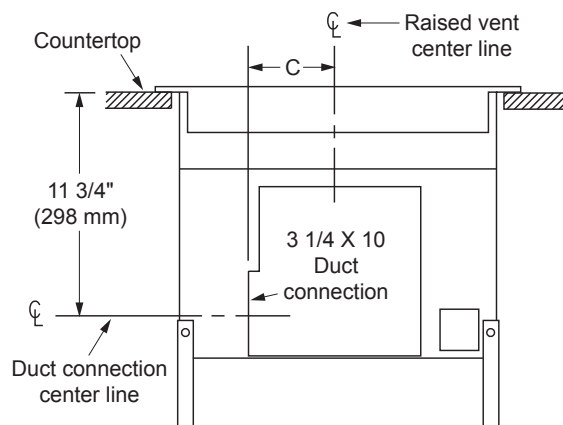 ℄
Raised vent
center line
Countertop
C
11 3/4"
(298 mm)
3 1/4 X 10
Duct
connection
℄
Duct connection
center line